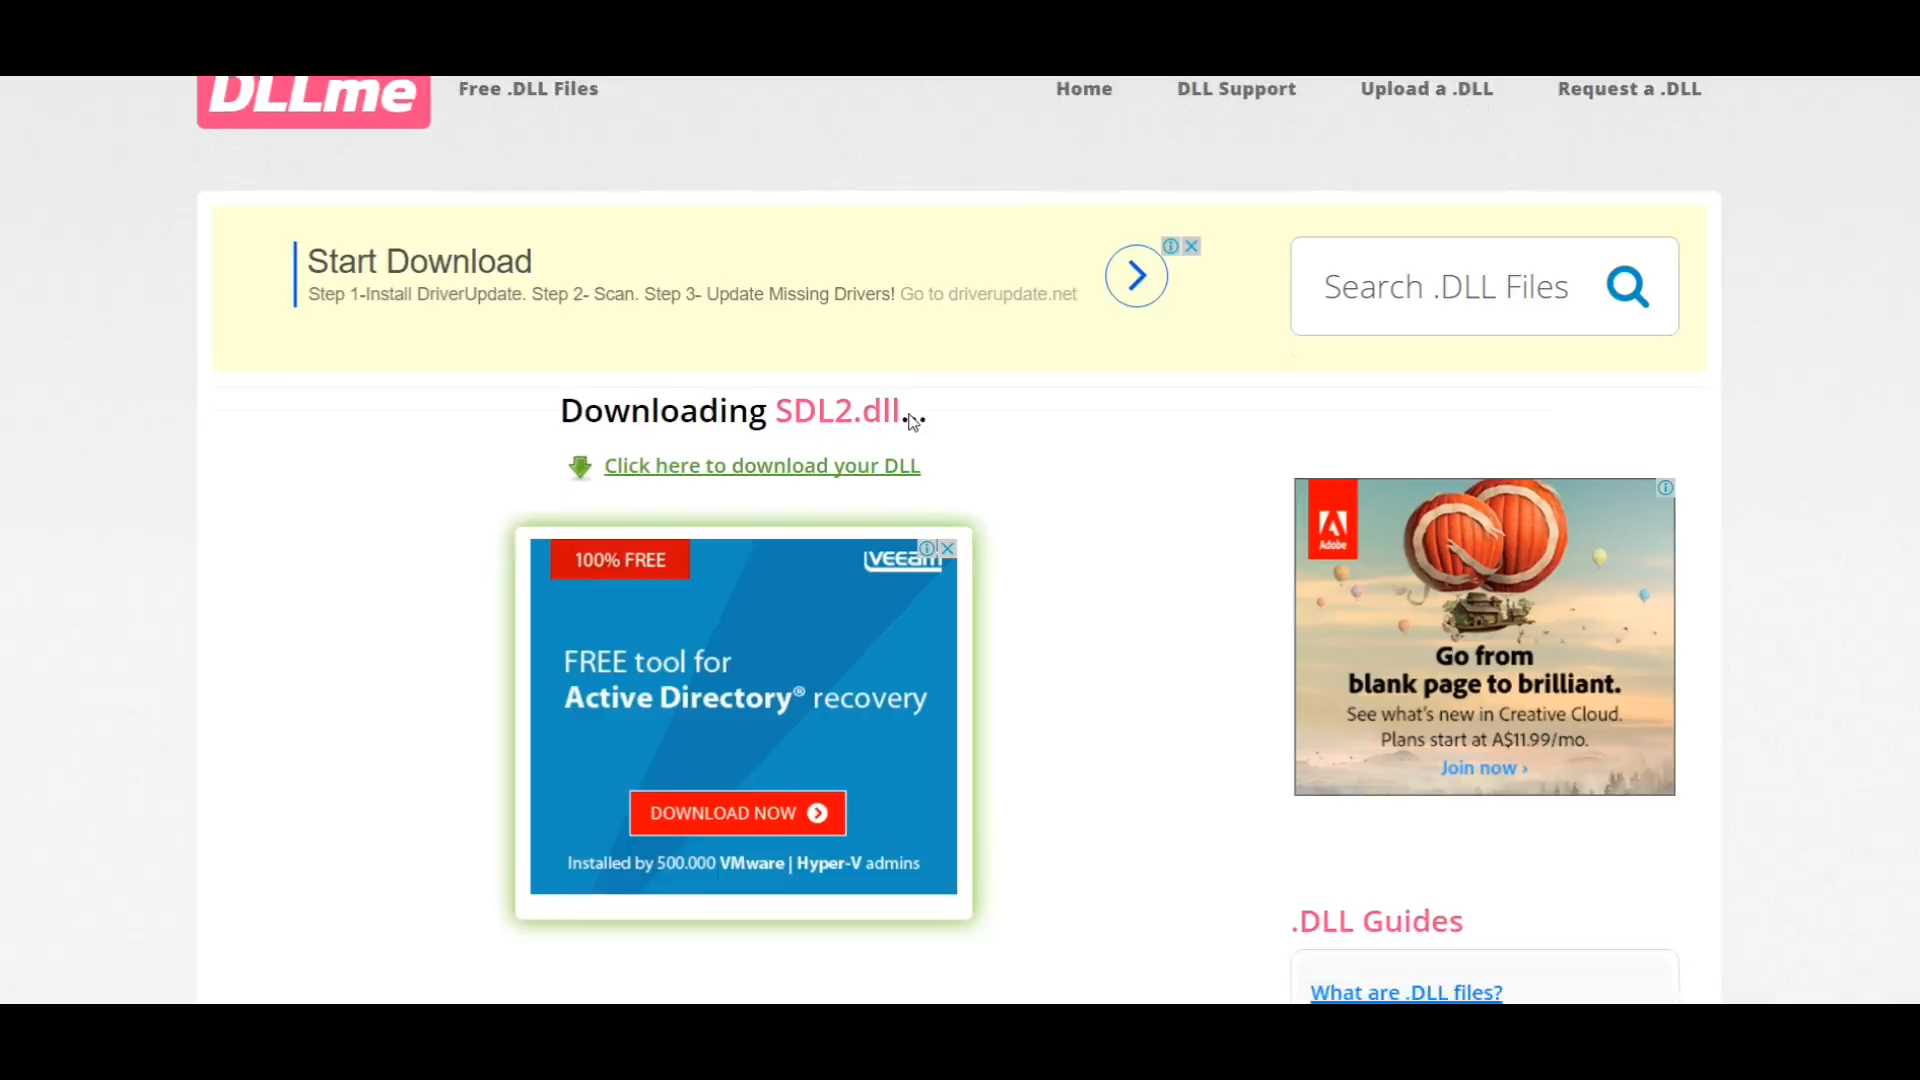 DLLme
Free .DLL Files
Home
DLL Support
Upload a .DLL
Request a .DLL
Start Download
Step 1-Install DriverUpdate. Step 2- Scan. Step 3- Update Missing Drivers! Go to driverupdate.net
Search .DLL Files
Downloading SDL2.dll...
Click here to download your DLL
100% FREE
veeam
FREE tool for
Active Directory® recovery
DOWNLOAD NOW
Installed by 500.000 VMware | Hyper-V admins
Adobe
Go from
blank page to brilliant.
See what's new in Creative Cloud.
Plans start at A$11.99/mo.
Join now ›
.DLL Guides
What are .DLL files?